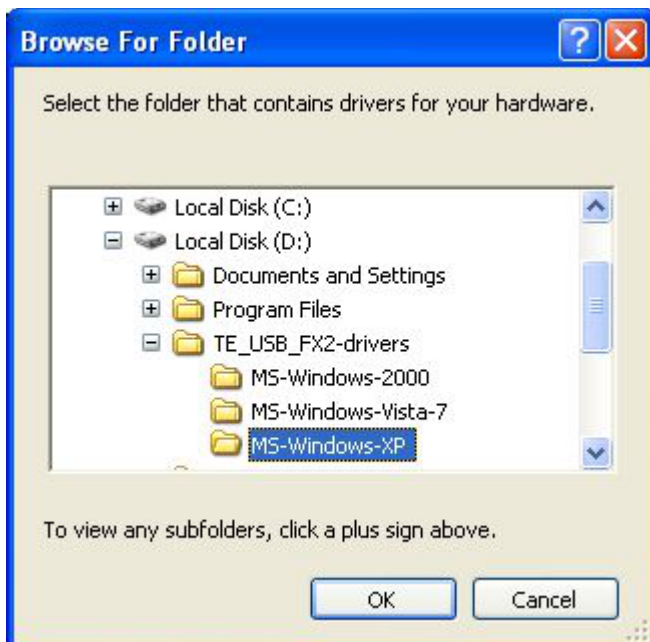 Browse For Folder
Select the folder that contains drivers for your hardware.
Local Disk (C:)
Local Disk (D:)
Documents and Settings
Program Files
TE_USB_FX2-drivers
MS-Windows-2000
MS-Windows-Vista-7
MS-Windows-XP
To view any subfolders, click a plus sign above.
OK Cancel